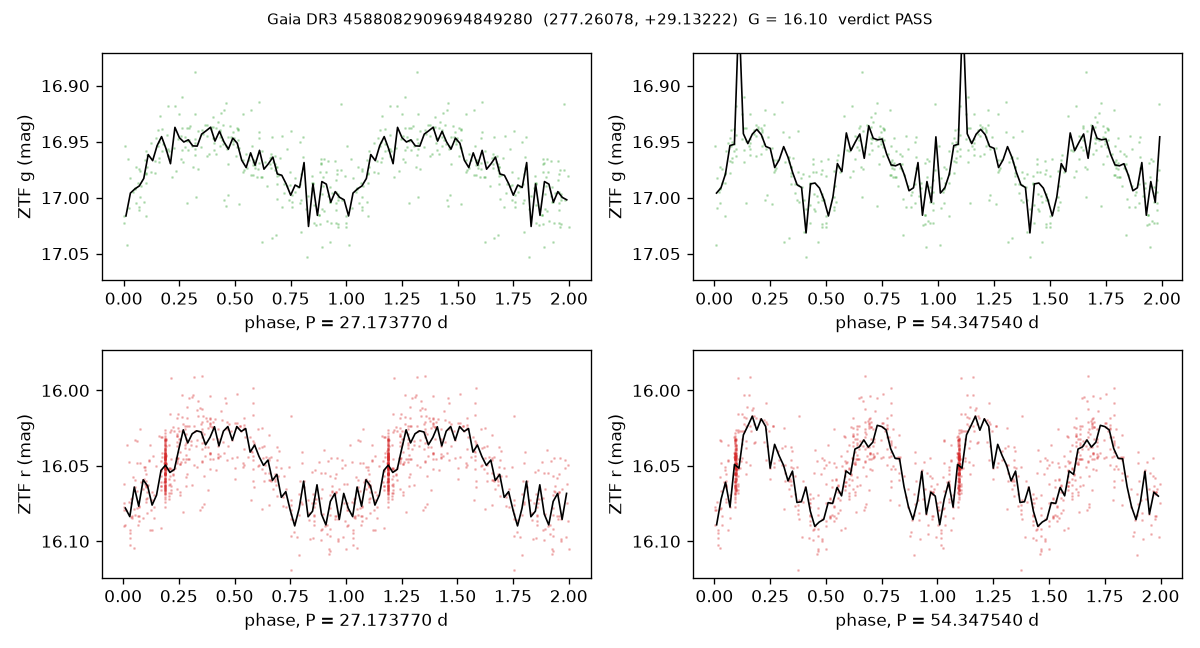 Gaia DR3 4588082909694849280 (277.26078, +29.13222) G = 16.10 verdict PASS
ZTF g (mag)
16.90
16.95
17.00
17.05
0.00 0.25 0.50 0.75 1.00 1.25 1.50 1.75 2.00
phase, P = 27.173770 d
ZTF g (mag)
16.90
16.95
17.00
17.05
0.00 0.25 0.50 0.75 1.00 1.25 1.50 1.75 2.00
phase, P = 54.347540 d
ZTF r (mag)
16.00
16.05
16.10
0.00 0.25 0.50 0.75 1.00 1.25 1.50 1.75 2.00
phase, P = 27.173770 d
ZTF r (mag)
16.00
16.05
16.10
0.00 0.25 0.50 0.75 1.00 1.25 1.50 1.75 2.00
phase, P = 54.347540 d